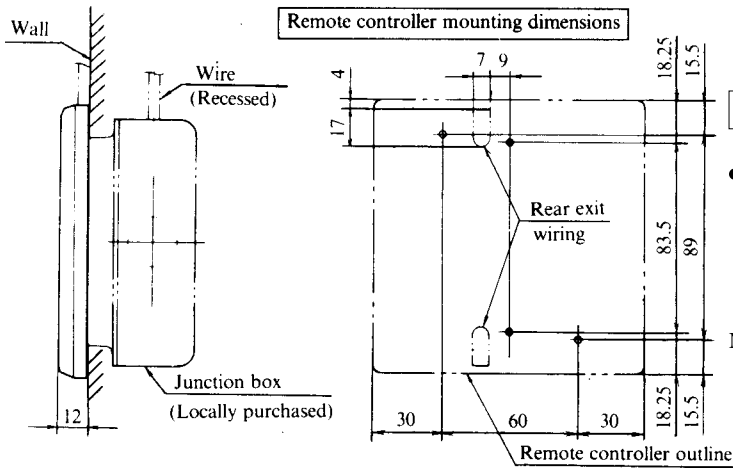 Remote controller mounting dimensions
Wall
Wire
(Recessed)
7
9
4
17
18.25
15.5
Rear exit
wiring
83.5
89
Junction box
(Locally purchased)
12
30
60
30
18.25
15.5
Remote controller outline